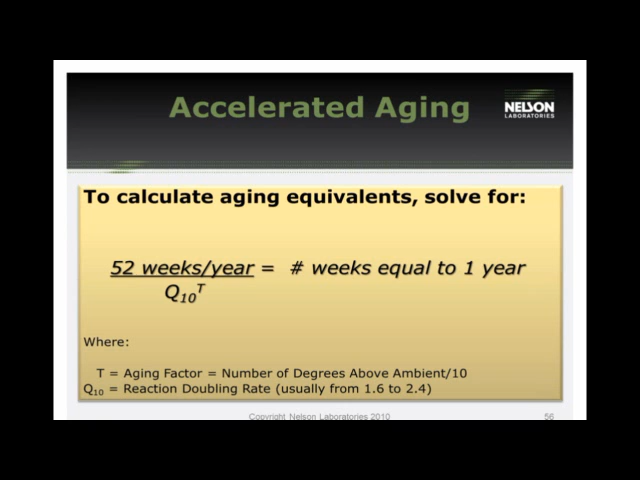 Accelerated Aging
NELSON
LABORATORIES
To calculate aging equivalents, solve for:
52 weeks/year = # weeks equal to 1 year
Q₁₀ᵀ
Where:
T = Aging Factor = Number of Degrees Above Ambient/10
Q₁₀ = Reaction Doubling Rate (usually from 1.6 to 2.4)
Copyright Nelson Laboratories 2010
56